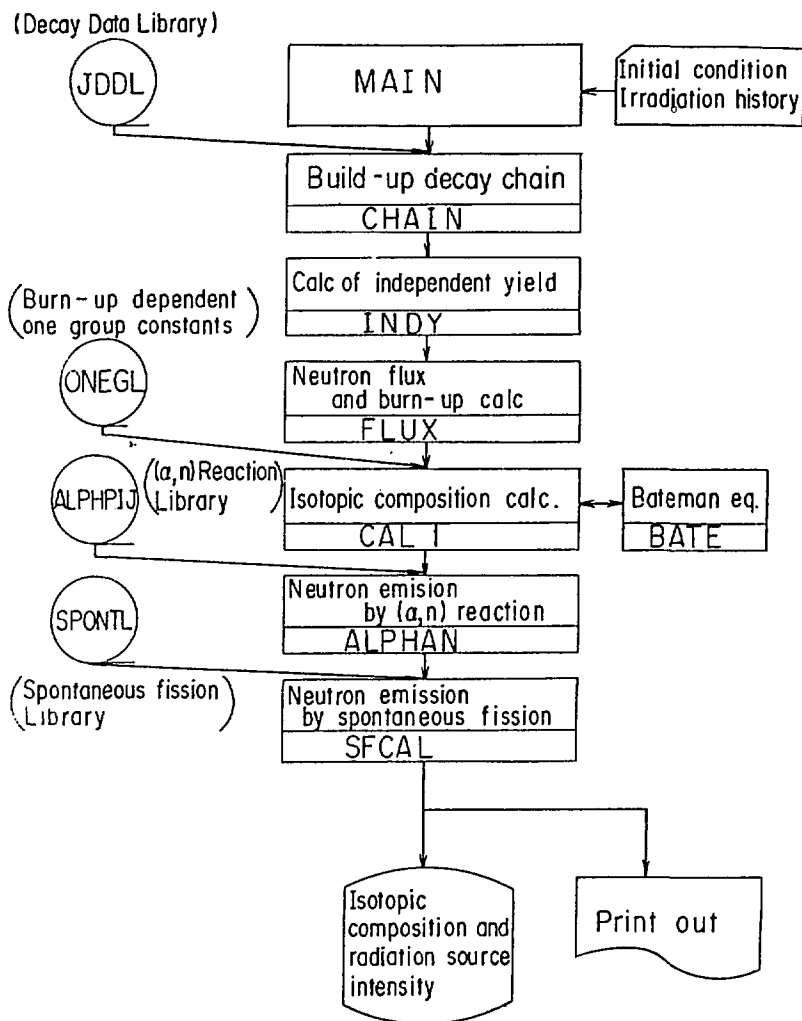 (Decay Data Library)
JDDL
MAIN
Initial condition
Irradiation history
Build-up decay chain
CHAIN
Calc of independent yield
INDY
(Burn-up dependent
one group constants)
ONEGL
Neutron flux
and burn-up calc
FLUX
ALPHPIJ
((α,n) Reaction
Library)
Isotopic composition calc.
CAL 1
Bateman eq.
BATE
Neutron emision
by (α,n) reaction
ALPHAN
SPONTL
(Spontaneous fission
Library)
Neutron emission
by spontaneous fission
SFCAL
Isotopic
composition and
radiation source
intensity
Print out